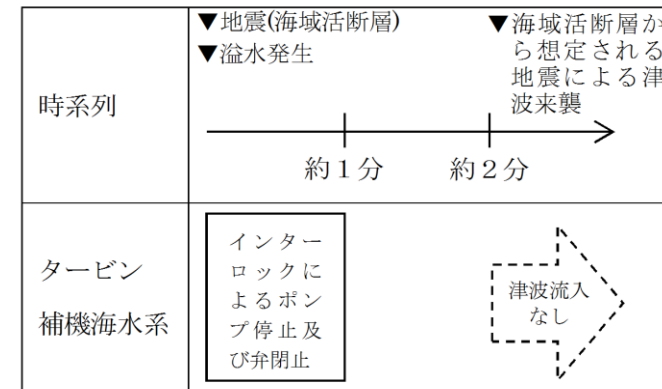 時系列
▼地震(海域活断層)
▼溢水発生
▼海域活断層か
ら想定される
地震による津
波来襲
約1分
約2分
タービン
補機海水系
インター
ロックに
よるポン
プ停止及
び弁閉止
津波流入
なし